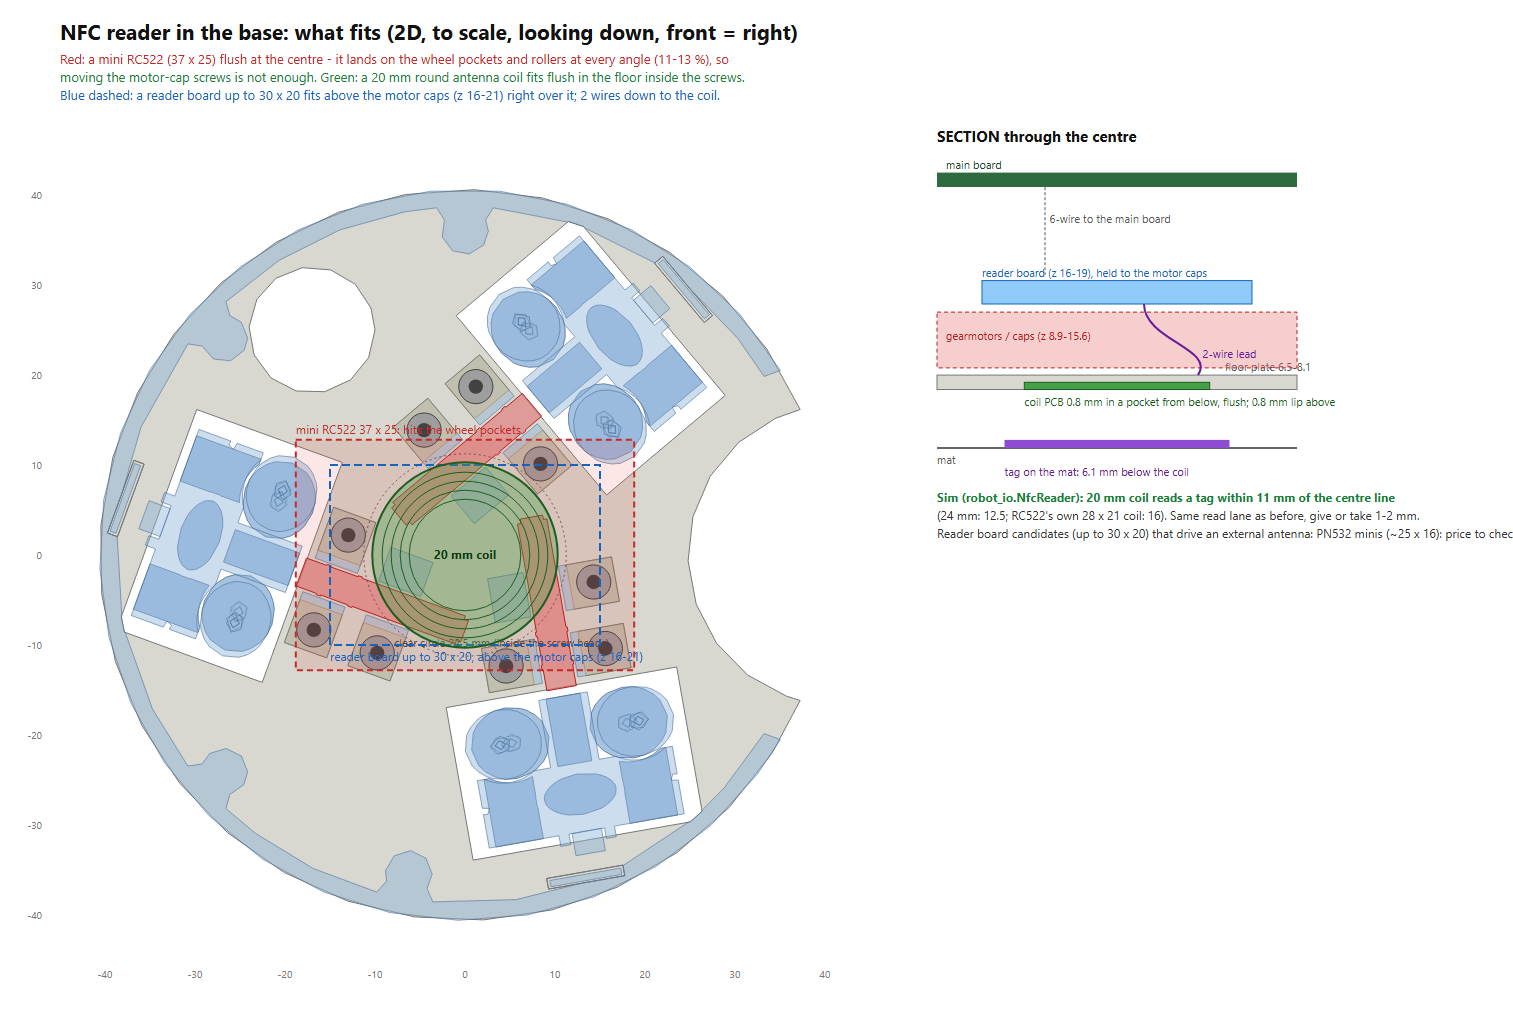 NFC reader in the base: what fits (2D, to scale, looking down, front = right)
Red: a mini RC522 (37 x 25) flush at the centre - it lands on the wheel pockets and rollers at every angle (11-13 %), so
moving the motor-cap screws is not enough. Green: a 20 mm round antenna coil fits flush in the floor inside the screws.
Blue dashed: a reader board up to 30 x 20 fits above the motor caps (z 16-21) right over it; 2 wires down to the coil.
SECTION through the centre
main board
6-wire to the main board
reader board (z 16-19), held to the motor caps
gearmotors / caps (z 8.9-15.6)
2-wire lead
floor plate 6.5-8.1
coil PCB 0.8 mm in a pocket from below, flush; 0.8 mm lip above
mat
tag on the mat: 6.1 mm below the coil
Sim (robot_io.NfcReader): 20 mm coil reads a tag within 11 mm of the centre line
(24 mm: 12.5; RC522's own 28 x 21 coil: 16). Same read lane as before, give or take 1-2 mm.
Reader board candidates (up to 30 x 20) that drive an external antenna: PN532 minis (~25 x 16): price to chec
mini RC522 37 x 25: hits the wheel pockets
20 mm coil
clear circle 22.5 mm (inside the screw heads)
reader board up to 30 x 20, above the motor caps (z 16-21)
40
30
20
10
0
-10
-20
-30
-40
-40
-30
-20
-10
0
10
20
30
40